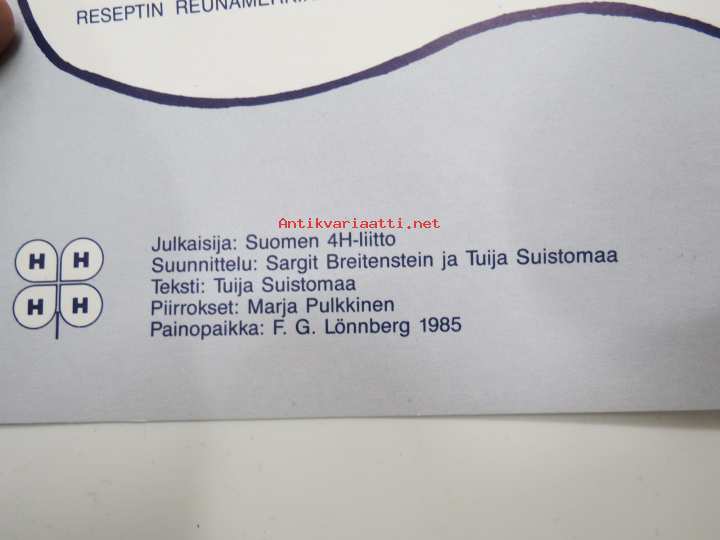 RESEPTIN
Antikvariaatti.net
Julkaisija: Suomen 4H-liitto
Suunnittelu: Sargit Breitenstein ja Tuija Suistomaa
Teksti: Tuija Suistomaa
Piirrokset: Marja Pulkkinen
Painopaikka: F. G. Lönnberg 1985
H H
H H